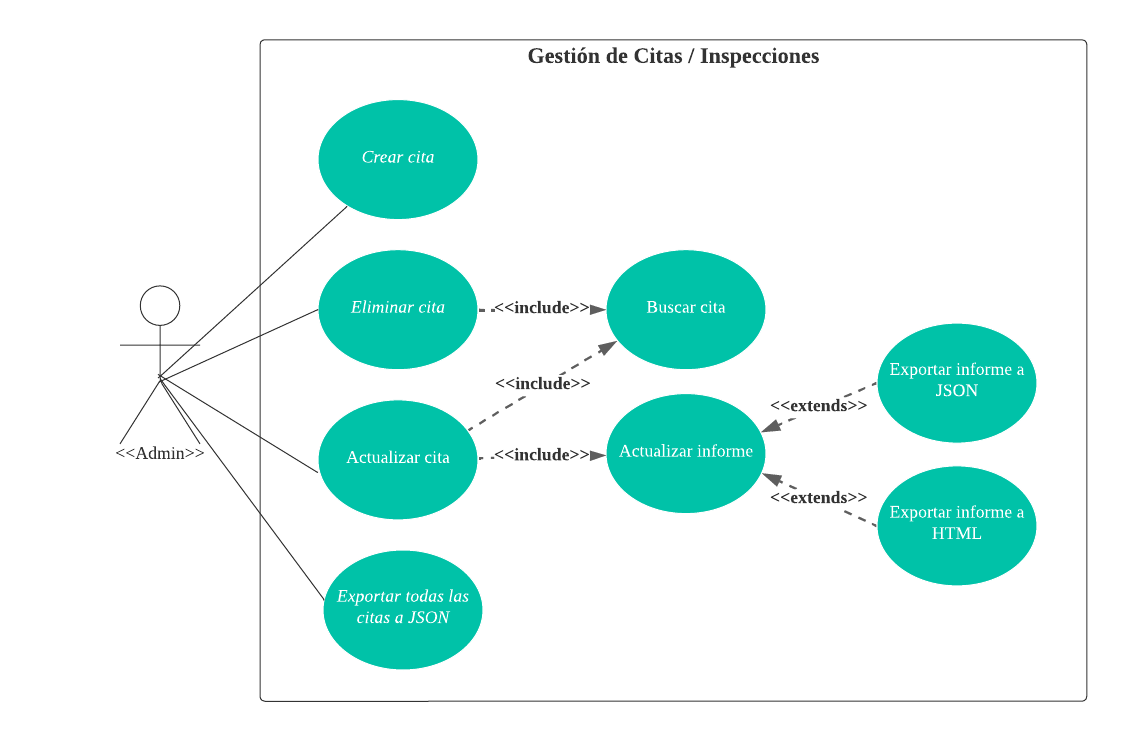 Gestión de Citas / Inspecciones
Crear cita
Eliminar cita
<<include>>
Buscar cita
<<include>>
Exportar informe a
JSON
<<extends>>
<<Admin>>
Actualizar cita
<<include>>
Actualizar informe
<<extends>>
Exportar informe a
HTML
Exportar todas las
citas a JSON